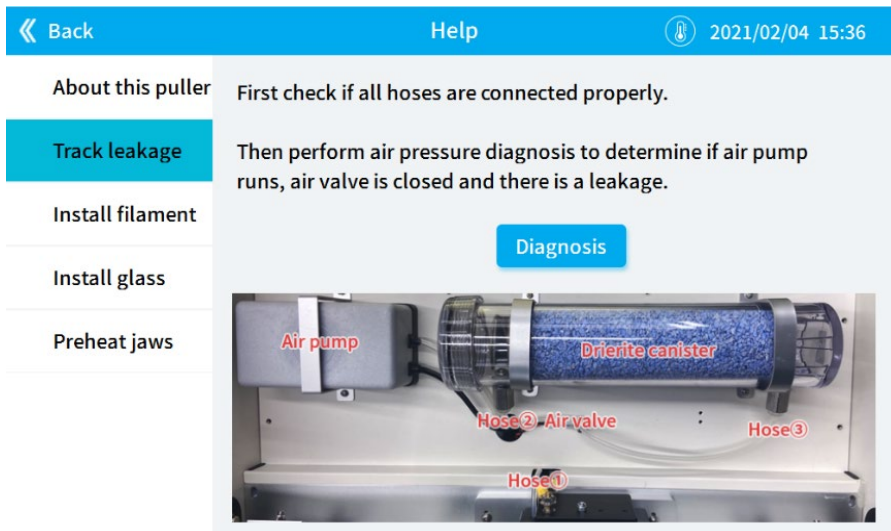 Back
Help
2021/02/04 15:36
About this puller
Track leakage
Install filament
Install glass
Preheat jaws
First check if all hoses are connected properly.
Then perform air pressure diagnosis to determine if air pump
runs, air valve is closed and there is a leakage.
Diagnosis
Air pump
Drierite canister
Hose② Air valve
Hose③
Hose①